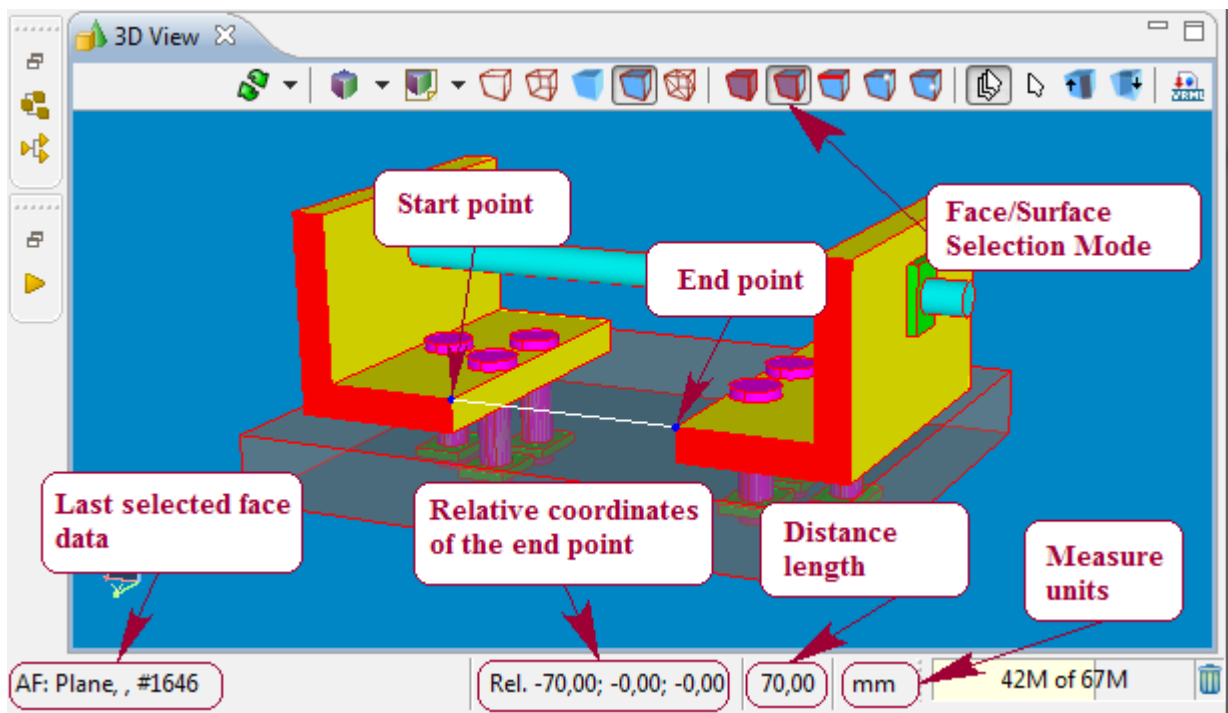 3D View
VRML
Start point
Face/Surface
Selection Mode
End point
Last selected face
data
Relative coordinates
of the end point
Distance
length
Measure
units
AF: Plane, , #1646
Rel. -70,00; -0,00; -0,00
70,00
mm
42M of 67M